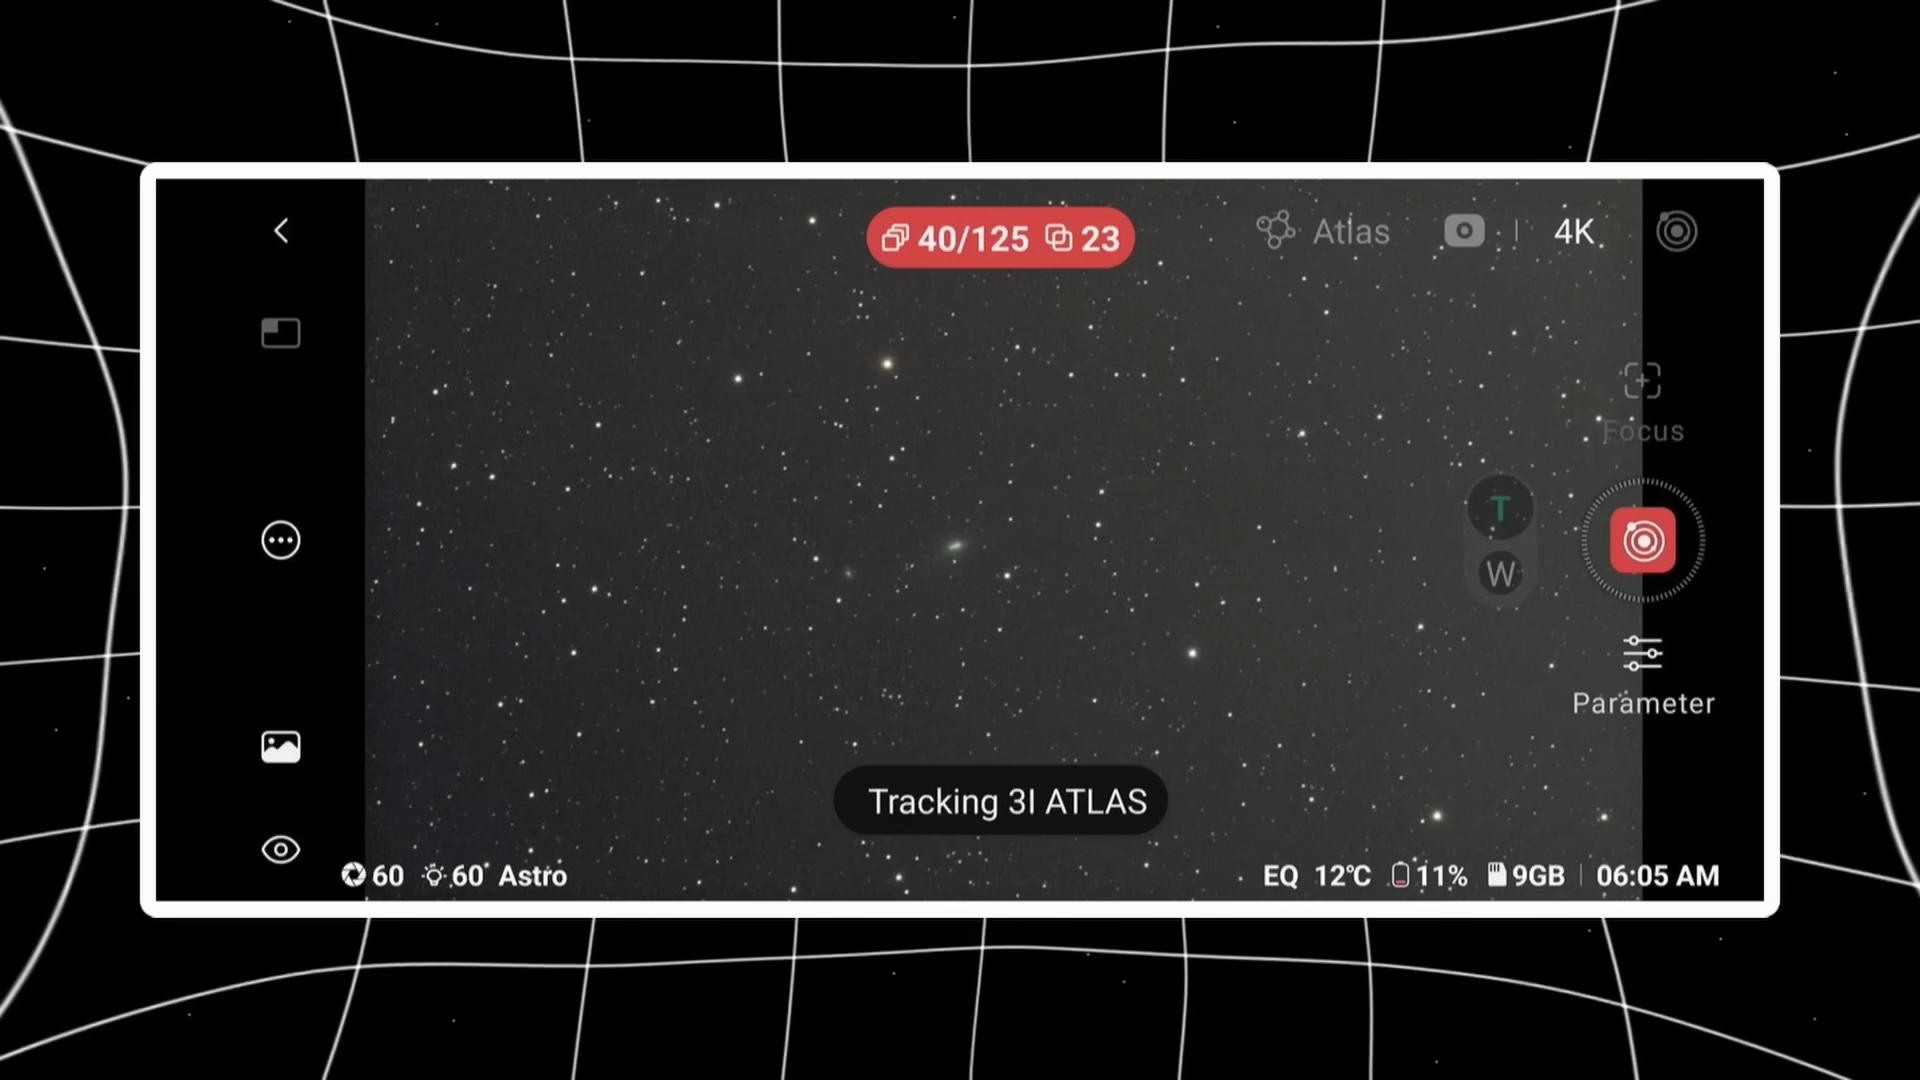 40/125 23
Atlas
4K
Focus
T
W
Parameter
Tracking 3I ATLAS
60 60° Astro
EQ 12°C 11% 9GB 06:05 AM